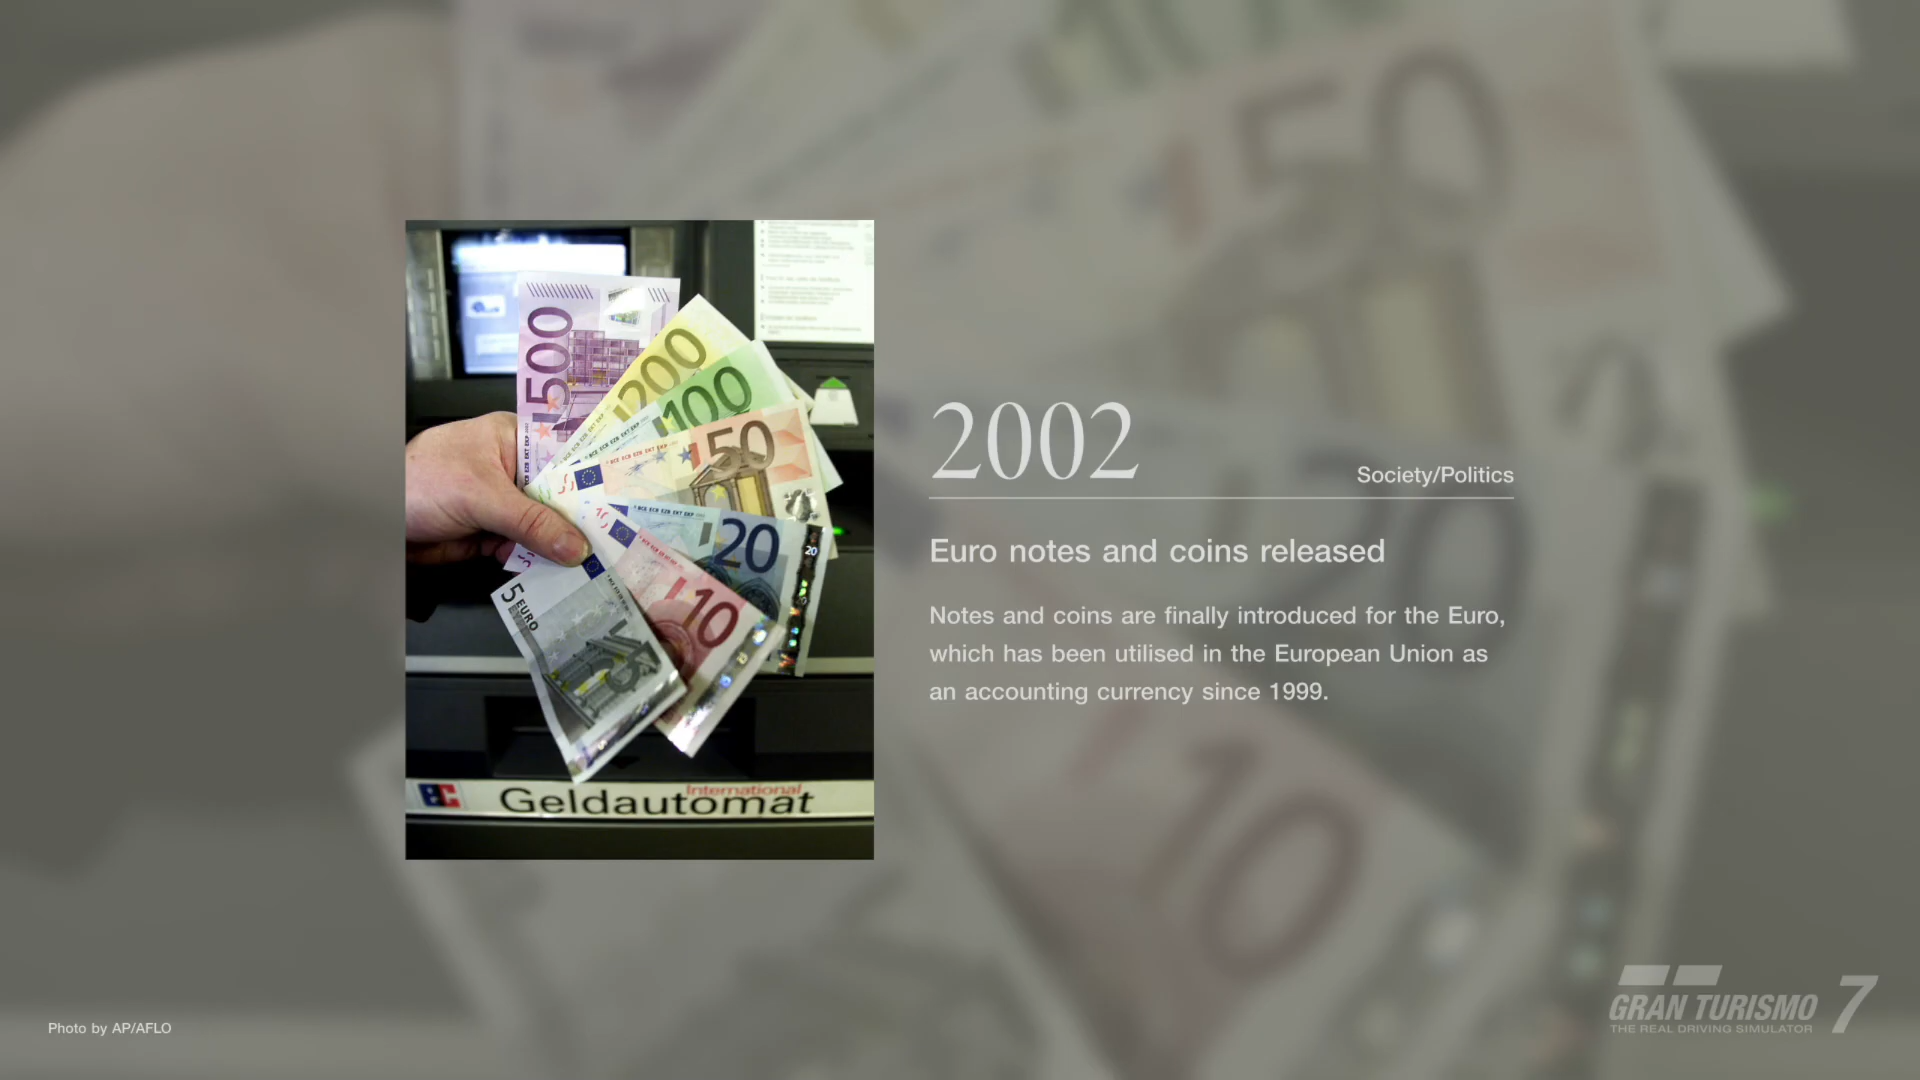 500
200
100
50
20
20
10
5 EURO
International
EC
Geldautomat
2002
Society/Politics
Euro notes and coins released
Notes and coins are finally introduced for the Euro,
which has been utilised in the European Union as
an accounting currency since 1999.
Photo by AP/AFLO
GRAN TURISMO 7
THE REAL DRIVING SIMULATOR